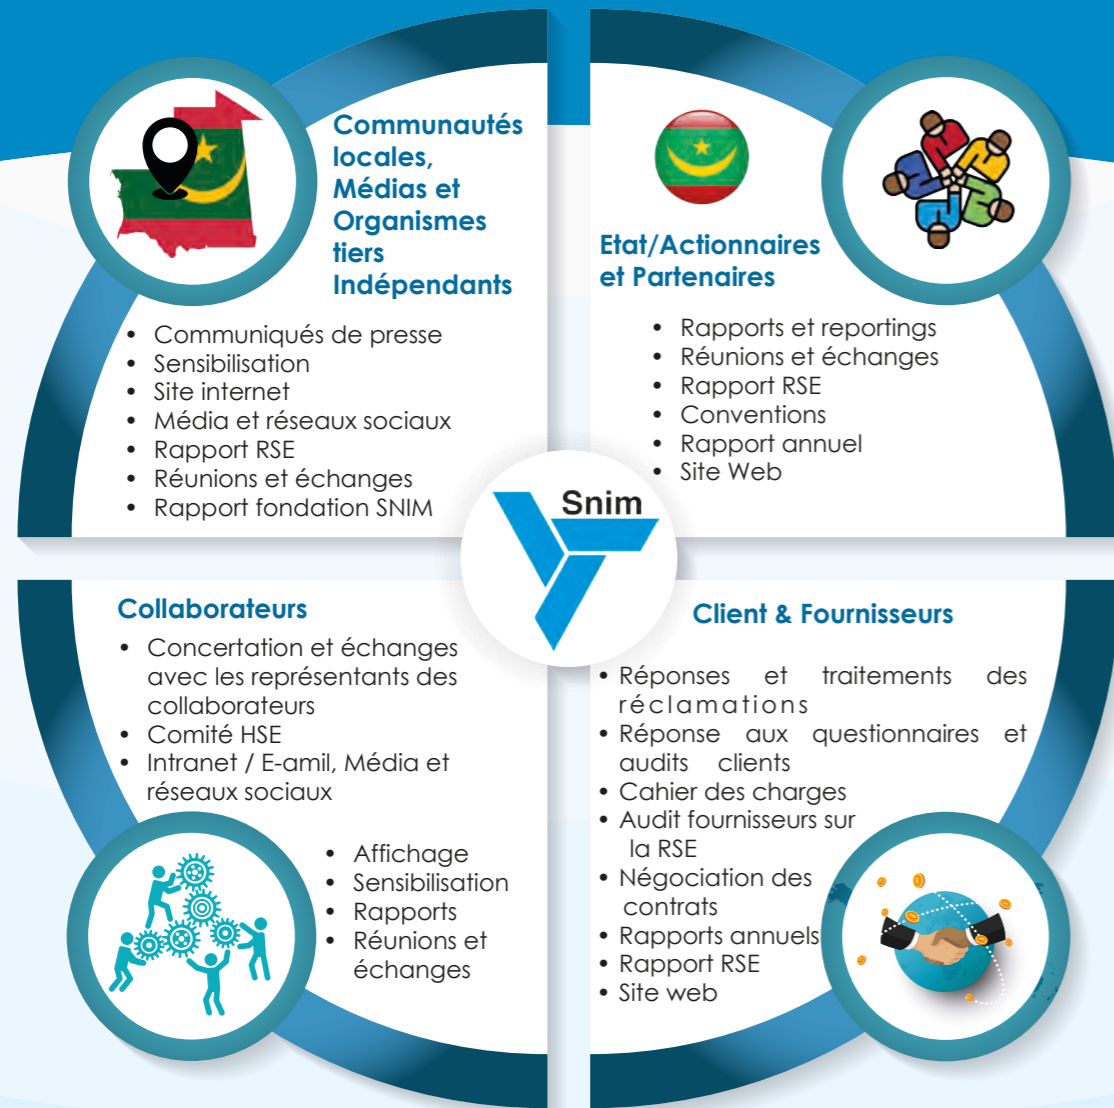 Communautés
locales,
Médias et
Organismes
tiers
Indépendants
• Communiqués de presse
• Sensibilisation
• Site internet
• Média et réseaux sociaux
• Rapport RSE
• Réunions et échanges
• Rapport fondation SNIM
Etat/Actionnaires
et Partenaires
• Rapports et reportings
• Réunions et échanges
• Rapport RSE
• Conventions
• Rapport annuel
• Site Web
Snim
Collaborateurs
• Concertation et échanges
avec les représentants des
collaborateurs
• Comité HSE
• Intranet / E-amil, Média et
réseaux sociaux
• Affichage
• Sensibilisation
• Rapports
• Réunions et
échanges
Client & Fournisseurs
• Réponses et traitements des
réclamations
• Réponse aux questionnaires et
audits clients
• Cahier des charges
• Audit fournisseurs sur
la RSE
• Négociation des
contrats
• Rapports annuels
• Rapport RSE
• Site web